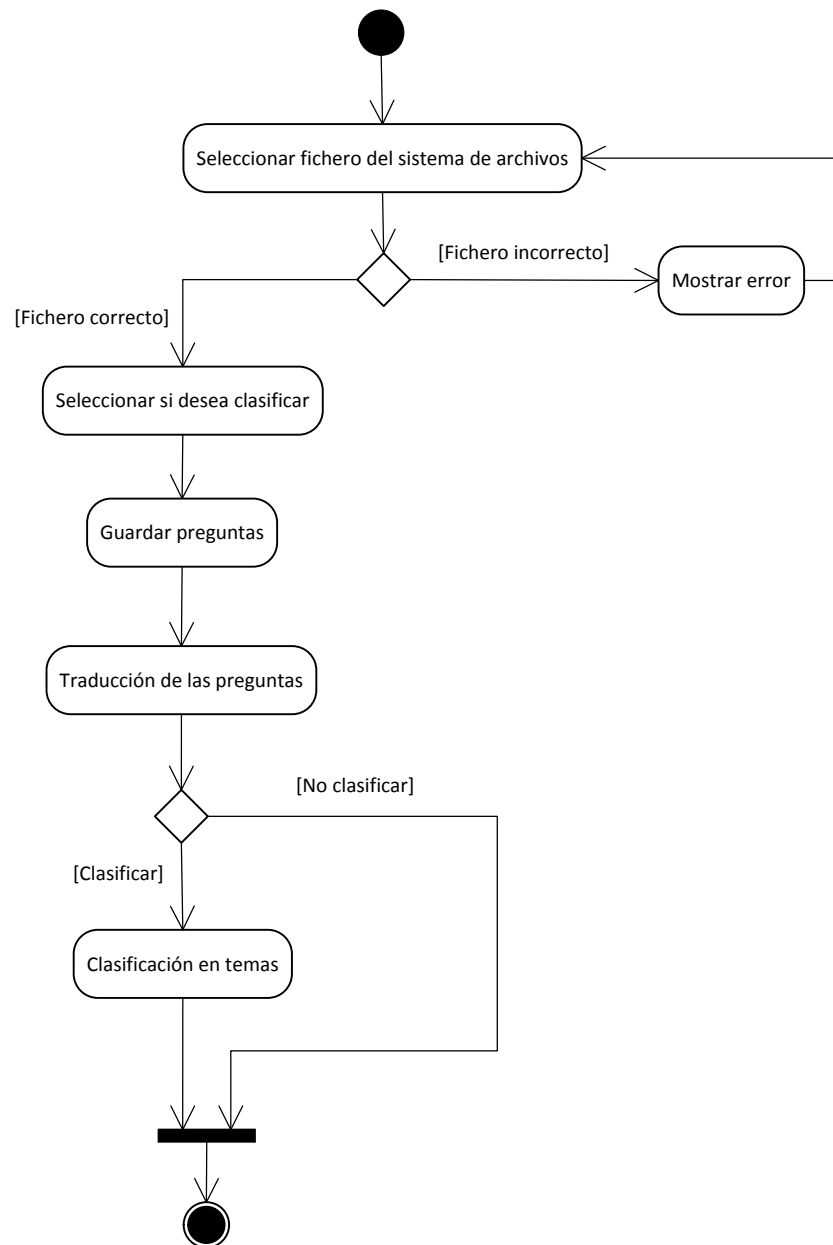 Seleccionar fichero del sistema de archivos
[Fichero incorrecto]
Mostrar error
[Fichero correcto]
Seleccionar si desea clasificar
Guardar preguntas
Traducción de las preguntas
[No clasificar]
[Clasificar]
Clasificación en temas